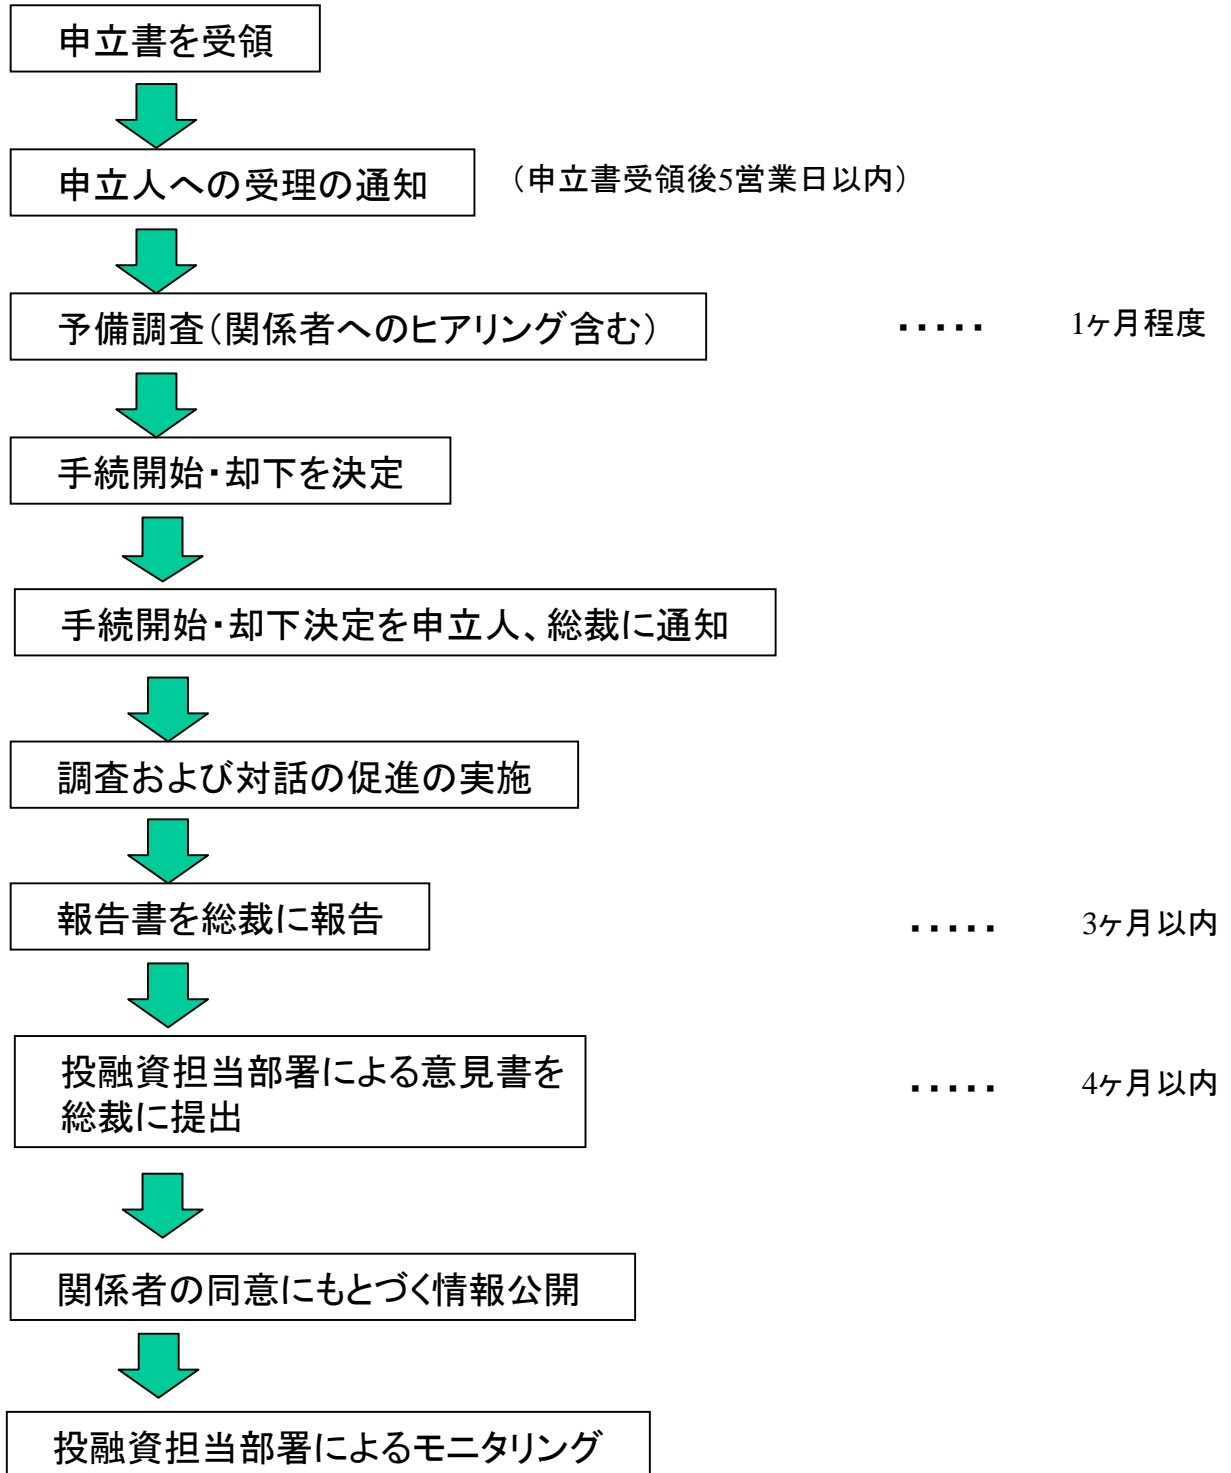 申立書を受領
申立人への受理の通知 （申立書受領後5営業日以内）
予備調査（関係者へのヒアリング含む） ・・・・・ 1ヶ月程度
手続開始・却下を決定
手続開始・却下決定を申立人、総裁に通知
調査および対話の促進の実施
報告書を総裁に報告 ・・・・・ 3ヶ月以内
投融資担当部署による意見書を
総裁に提出 ・・・・・ 4ヶ月以内
関係者の同意にもとづく情報公開
投融資担当部署によるモニタリング